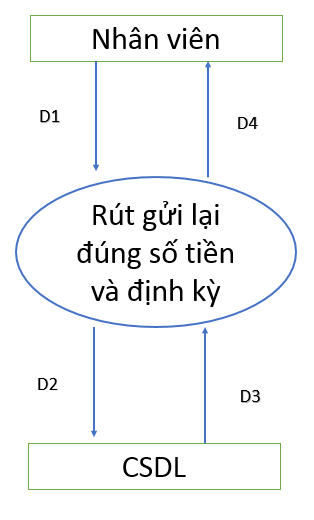 Nhân viên
D1
D4
Rút gửi lại
đúng số tiền
và định kỳ
D2
D3
CSDL